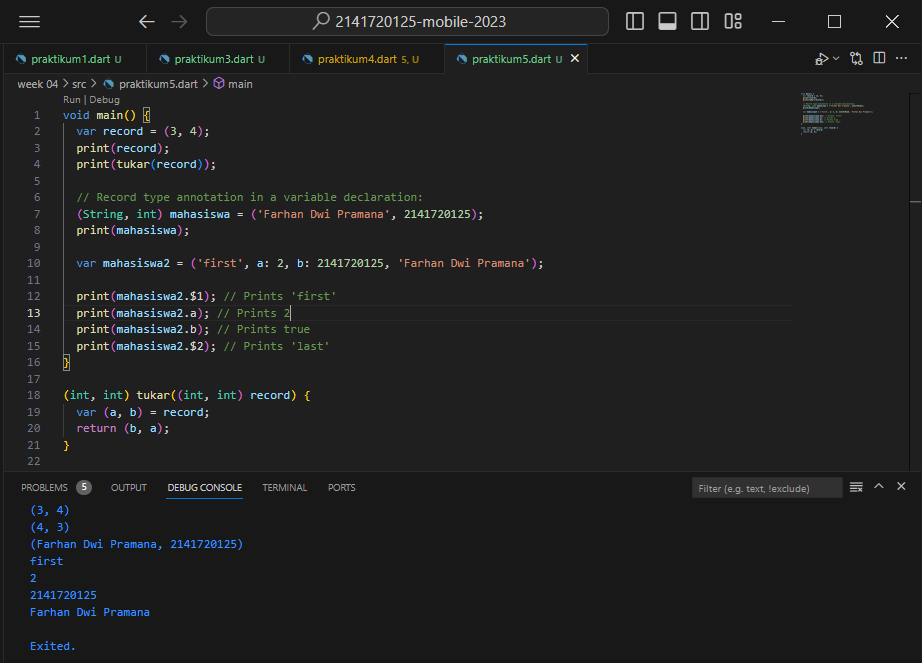 2141720125-mobile-2023
praktikum1.dart U praktikum3.dart U praktikum4.dart 5, U praktikum5.dart U
week 04 > src > praktikum5.dart > main
Run | Debug
1 void main() {
2 var record = (3, 4);
3 print(record);
4 print(tukar(record));
5
6 // Record type annotation in a variable declaration:
7 (String, int) mahasiswa = ('Farhan Dwi Pramana', 2141720125);
8 print(mahasiswa);
9
10 var mahasiswa2 = ('first', a: 2, b: 2141720125, 'Farhan Dwi Pramana');
11
12 print(mahasiswa2.$1); // Prints 'first'
13 print(mahasiswa2.a); // Prints 2
14 print(mahasiswa2.b); // Prints true
15 print(mahasiswa2.$2); // Prints 'last'
16 }
17
18 (int, int) tukar((int, int) record) {
19 var (a, b) = record;
20 return (b, a);
21 }
22
PROBLEMS 5 OUTPUT DEBUG CONSOLE TERMINAL PORTS Filter (e.g. text, !exclude)
(3, 4)
(4, 3)
(Farhan Dwi Pramana, 2141720125)
first
2
2141720125
Farhan Dwi Pramana
Exited.